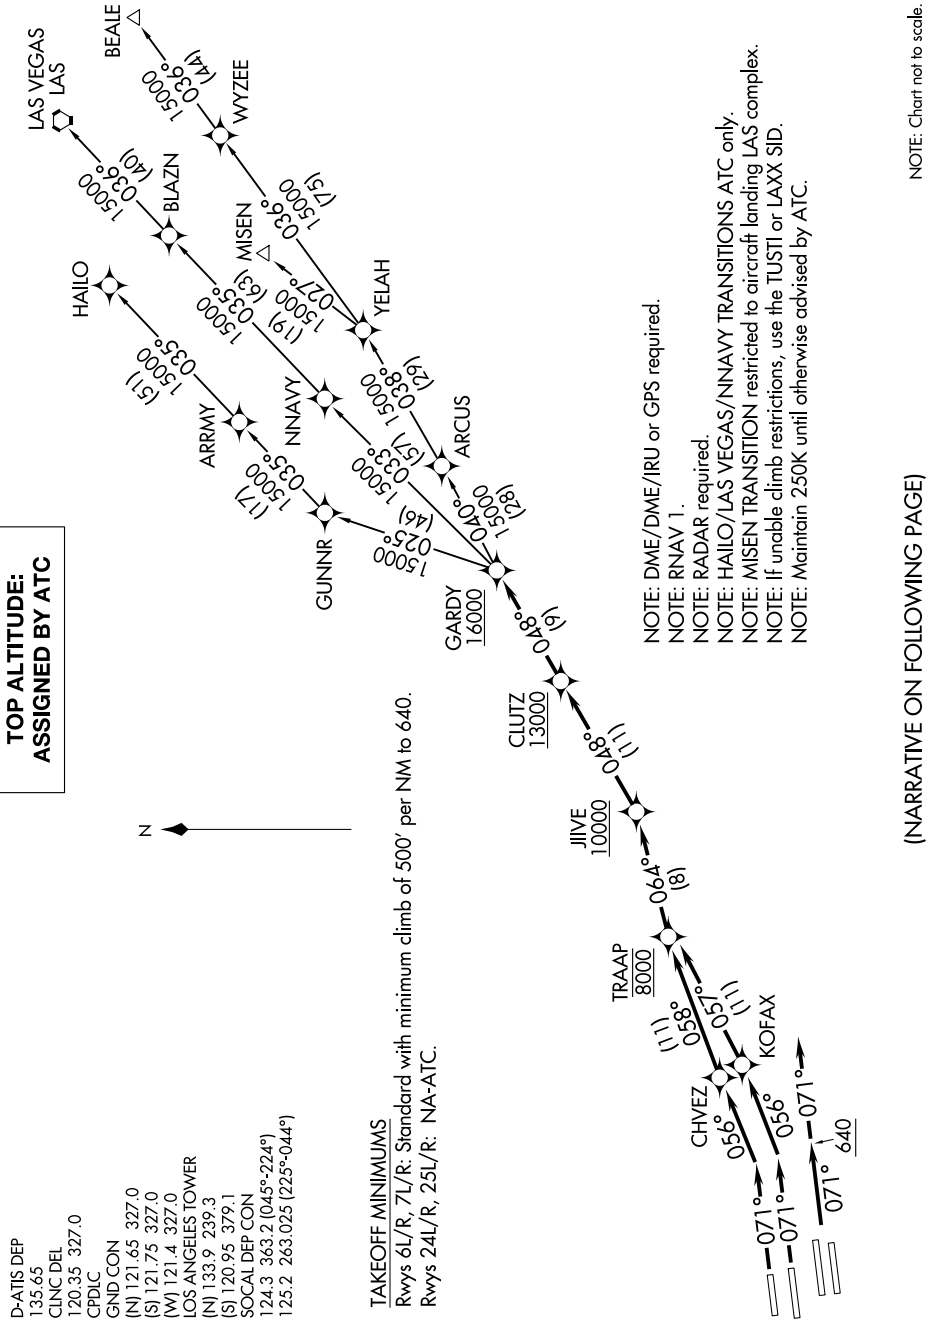 D-ATIS DEP
135.65
CLNC DEL
120.35 327.0
CPDLC
GND CON
(N) 121.65 327.0
(S) 121.75 327.0
(W) 121.4 327.0
LOS ANGELES TOWER
(N) 133.9 239.3
(S) 120.95 379.1
SOCAL DEP CON
124.3 363.2 (045°-224°)
125.2 263.025 (225°-044°)
TOP ALTITUDE:
ASSIGNED BY ATC
N
TAKEOFF MINIMUMS
Rwys 6L/R, 7L/R: Standard with minimum climb of 500' per NM to 640.
Rwys 24L/R, 25L/R: NA-ATC.
071°
071°
071°
640
071°
056°
056°
CHVEZ
KOFAX
(11)
058°
057°
(11)
TRAAP
8000
064°
(8)
JIIVE
10000
048°
(11)
CLUTZ
13000
048°
(9)
GARDY
16000
15000
025°
(46)
GUNNR
(17)
15000
035°
ARRMY
(51)
15000
035°
HAILO
15000
033°
(57)
NNAVY
15000
035°
(63)
BLAZN
15000
036°
(40)
LAS VEGAS
LAS
040°
15000
(28)
ARCUS
15000
038°
(29)
YELAH
(19)
15000
027°
MISEN
036°
15000
(75)
WYZEE
15000
036°
(44)
BEALE
NOTE: DME/DME/IRU or GPS required.
NOTE: RNAV 1.
NOTE: RADAR required.
NOTE: HAILO/LAS VEGAS/NNAVY TRANSITIONS ATC only.
NOTE: MISEN TRANSITION restricted to aircraft landing LAS complex.
NOTE: If unable climb restrictions, use the TUSTI or LAXX SID.
NOTE: Maintain 250K until otherwise advised by ATC.
(NARRATIVE ON FOLLOWING PAGE)
NOTE: Chart not to scale.